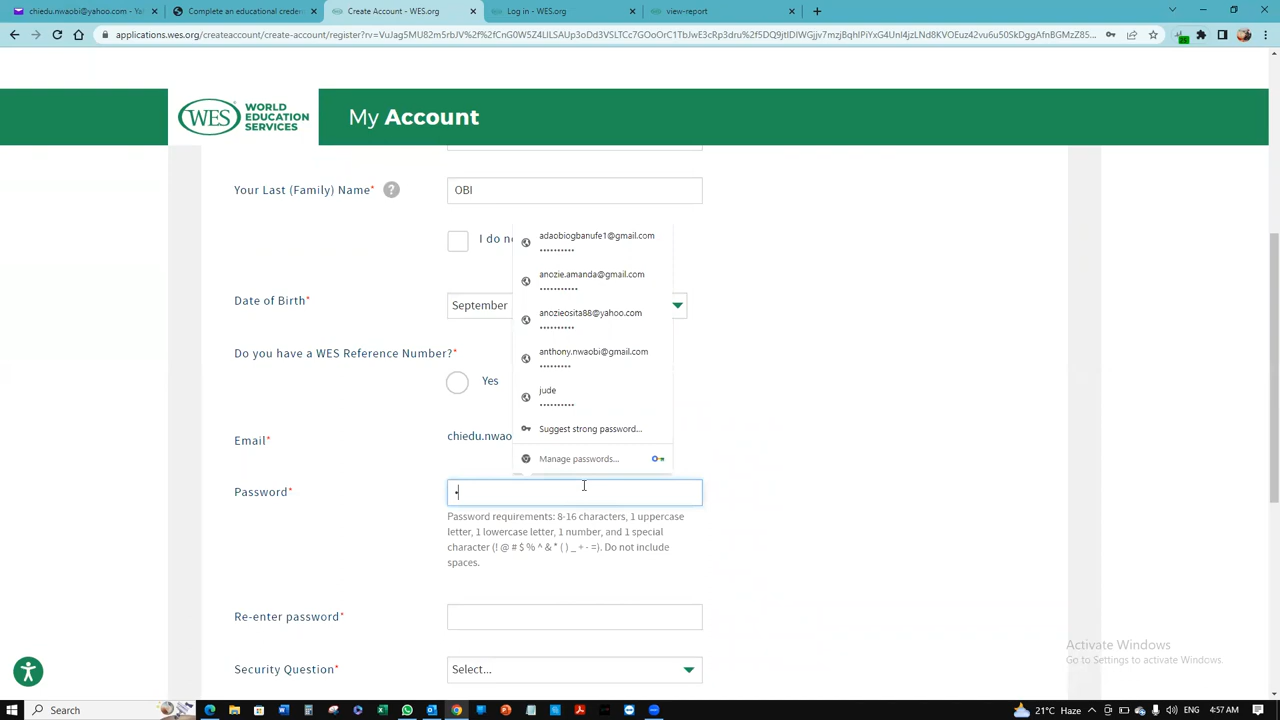 chiedu.nwaobi@yahoo.com - Ya
Complete an education creden
Create Account - WES.org
Log in - WES.org
view-report
applications.wes.org/createaccount/create-account/register?rv=
WES WORLD EDUCATION SERVICES
My Account
Your Last (Family) Name* ?
OBI
I do no
Date of Birth*
September
Do you have a WES Reference Number?*
Yes
Email*
chiedu.nwao
adaobiogbanufe1@gmail.com
••••••••••
anozie.amanda@gmail.com
•••••••••••
anozieosita88@yahoo.com
••••••••••
anthony.nwaobi@gmail.com
•••••••••
jude
••••••••••
Suggest strong password...
Manage passwords...
Password*
•
Password requirements: 8-16 characters, 1 uppercase
letter, 1 lowercase letter, 1 number, and 1 special
character (! @ # $ % ^ & * ( ) _ + - =). Do not include
spaces.
Re-enter password*
Security Question*
Select...
Activate Windows
Go to Settings to activate Windows.
Search
21°C Haze
4:57 AM